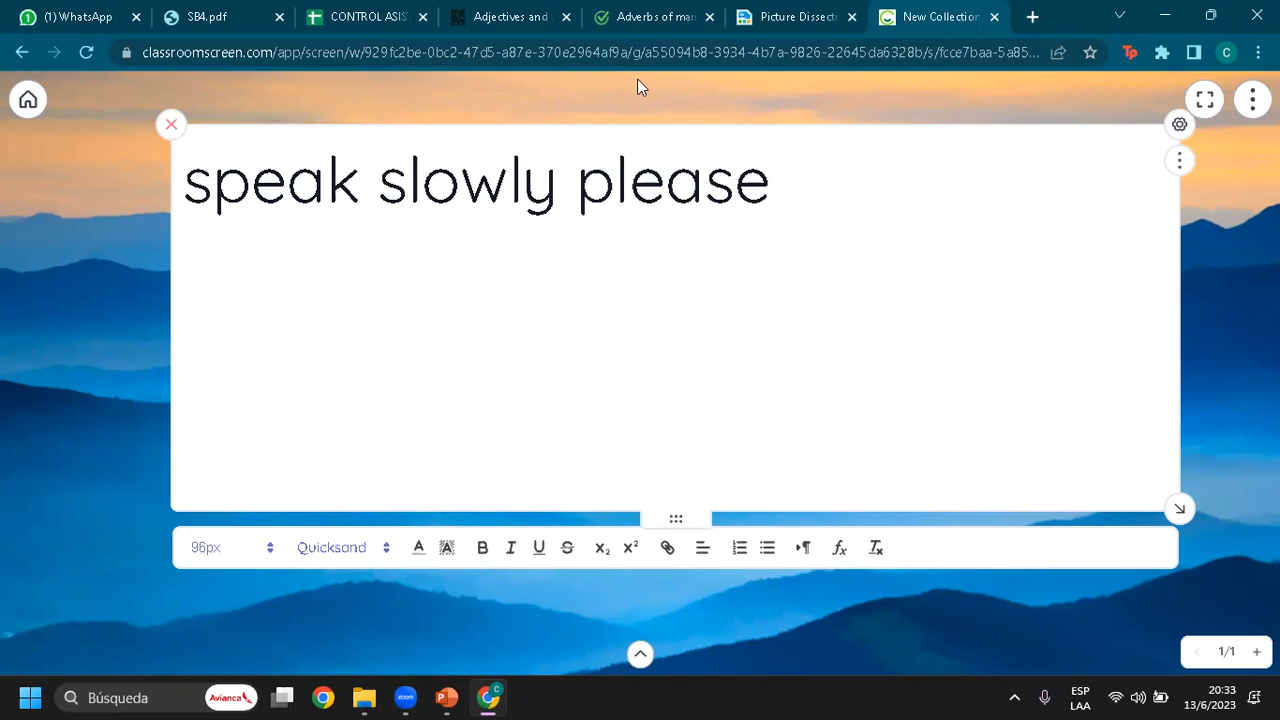 (1) WhatsApp
SB4.pdf
CONTROL ASIS
Adjectives and
Adverbs of man
Picture Dissecti
New Collection
classroomscreen.com/app/screen/w/929fc2be-0bc2-47d5-a87e-370e2964af9a/g/a55094b8-3934-4b7a-9826-22645da6328b/s/fcce7baa-5a85...
speak slowly please
96px
Quicksand
1/1
Búsqueda
Avianca
zoom
ESP
LAA
20:33
13/6/2023